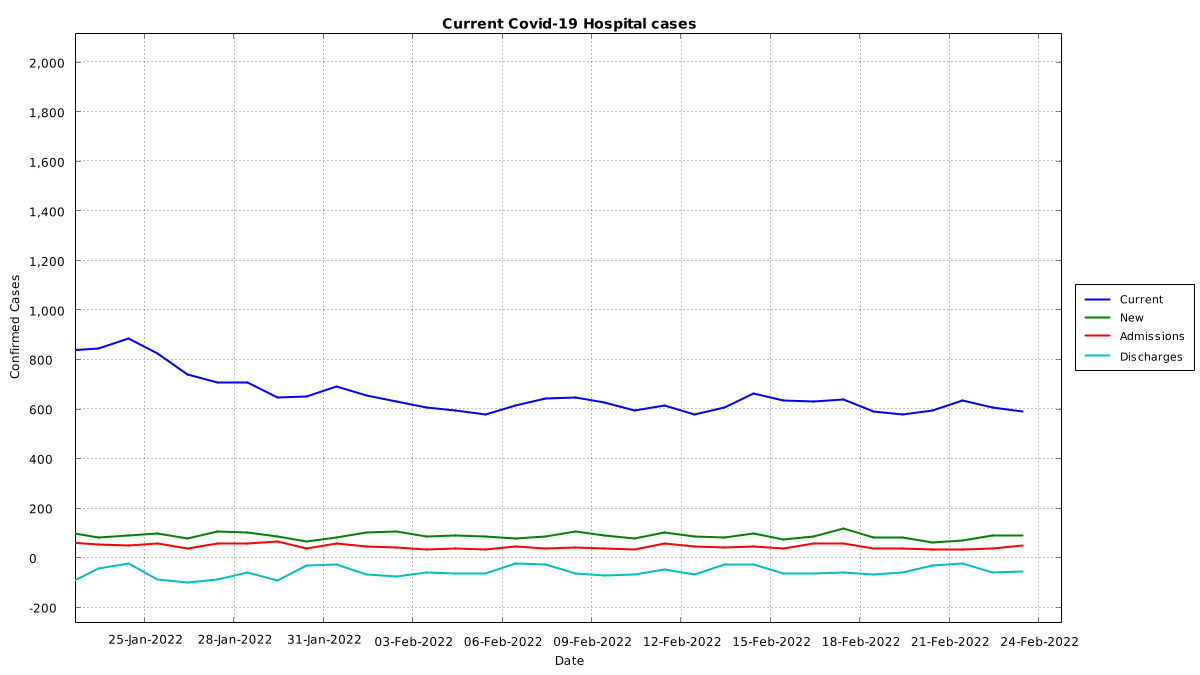 Current Covid-19 Hospital cases
2,000
1,800
1,600
1,400
1,200
1,000
800
600
400
200
0
-200
Confirmed Cases
25-Jan-2022 28-Jan-2022 31-Jan-2022 03-Feb-2022 06-Feb-2022 09-Feb-2022 12-Feb-2022 15-Feb-2022 18-Feb-2022 21-Feb-2022 24-Feb-2022
Date
Current
New
Admissions
Discharges